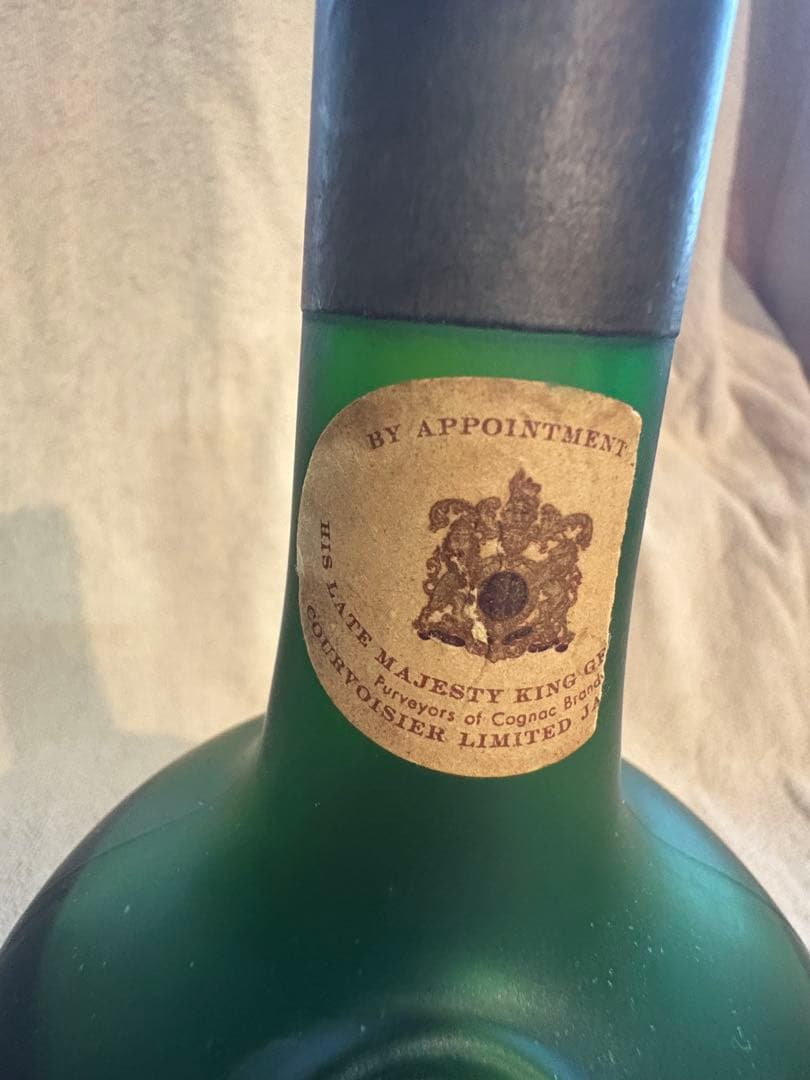 BY APPOINTMENT
HIS LATE MAJESTY KING
Purveyors of Cognac Brandy
COURVOISIER LIMITED